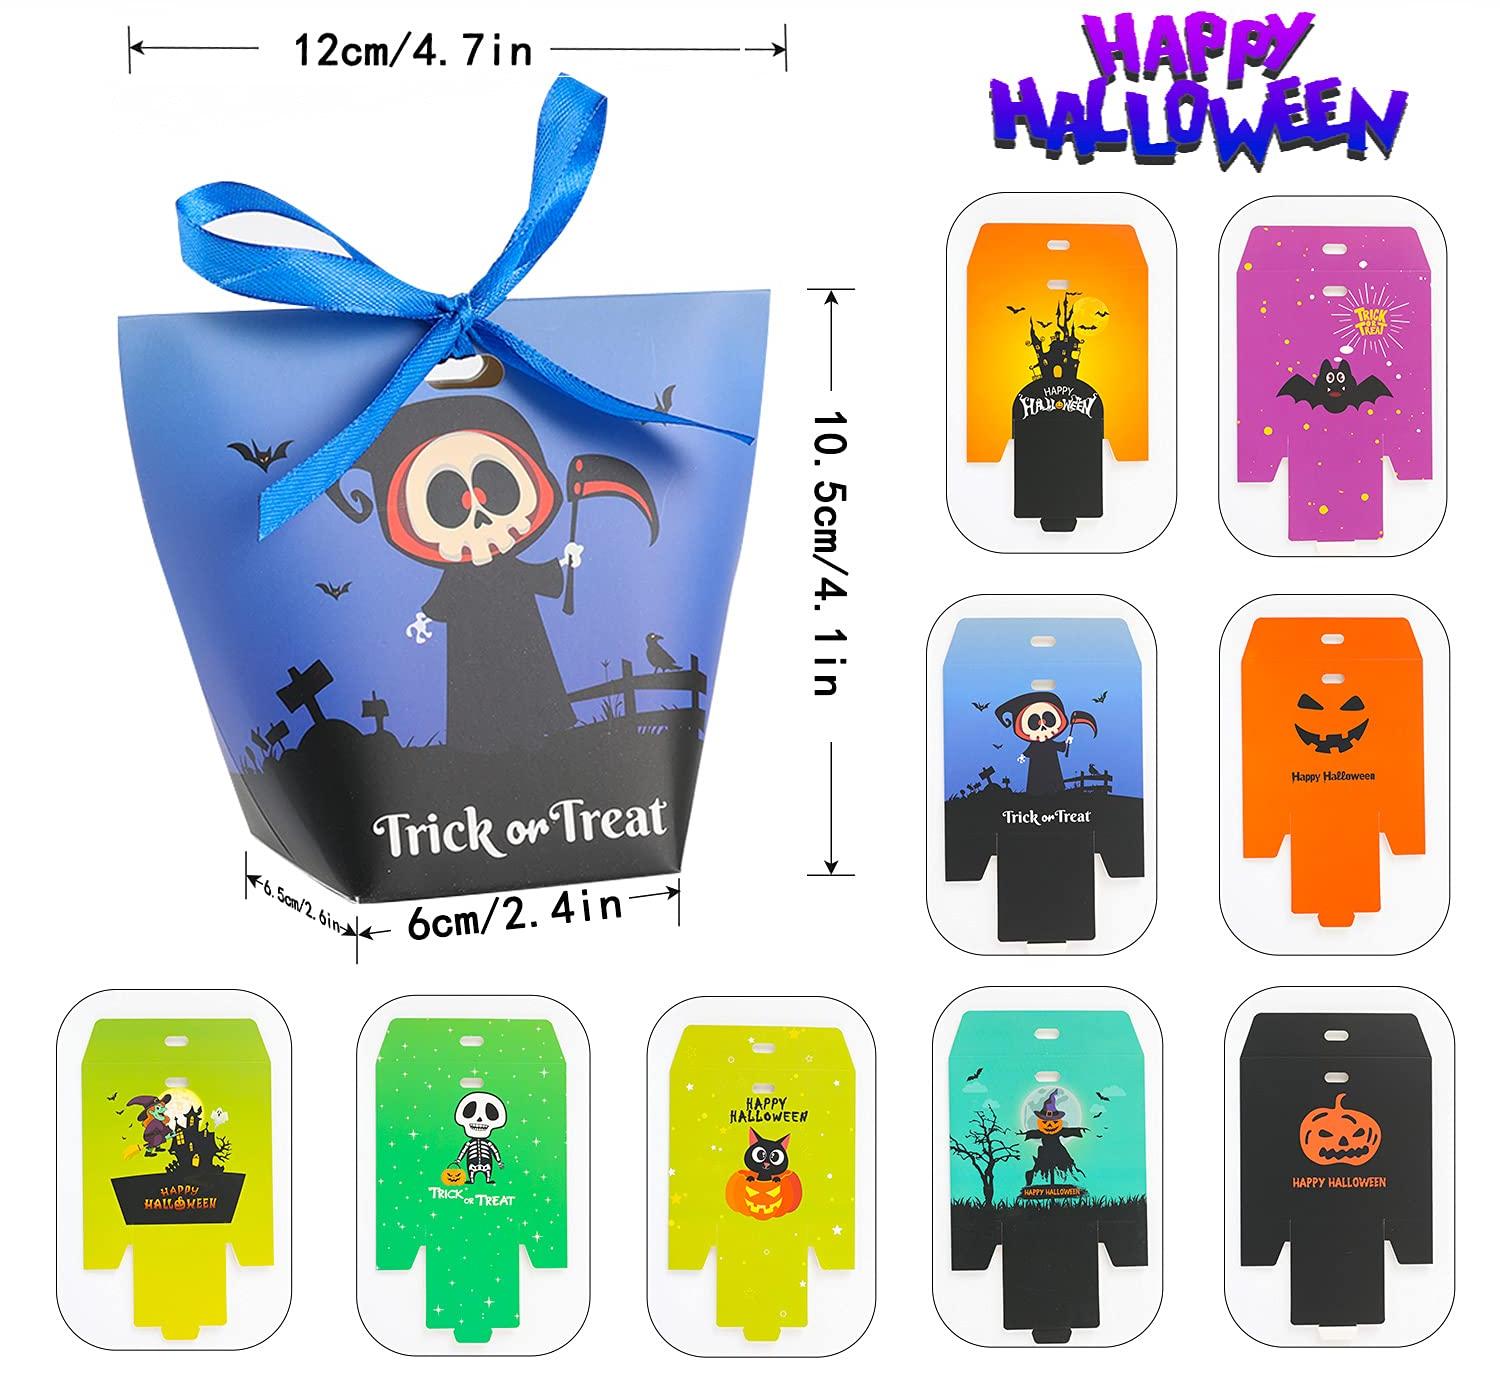 12cm/4.7in
HAPPY
HALLOWEEN
10.5cm/4.1in
Trick or Treat
6.5cm/2.6in
6cm/2.4in
HAPPY
HALLOWEEN
TRICK
OR
TREAT
Trick or Treat
Happy Halloween
HAPPY
HALLOWEEN
TRICK OR TREAT
HAPPY
HALLOWEEN
HAPPY HALLOWEEN
HAPPY HALLOWEEN